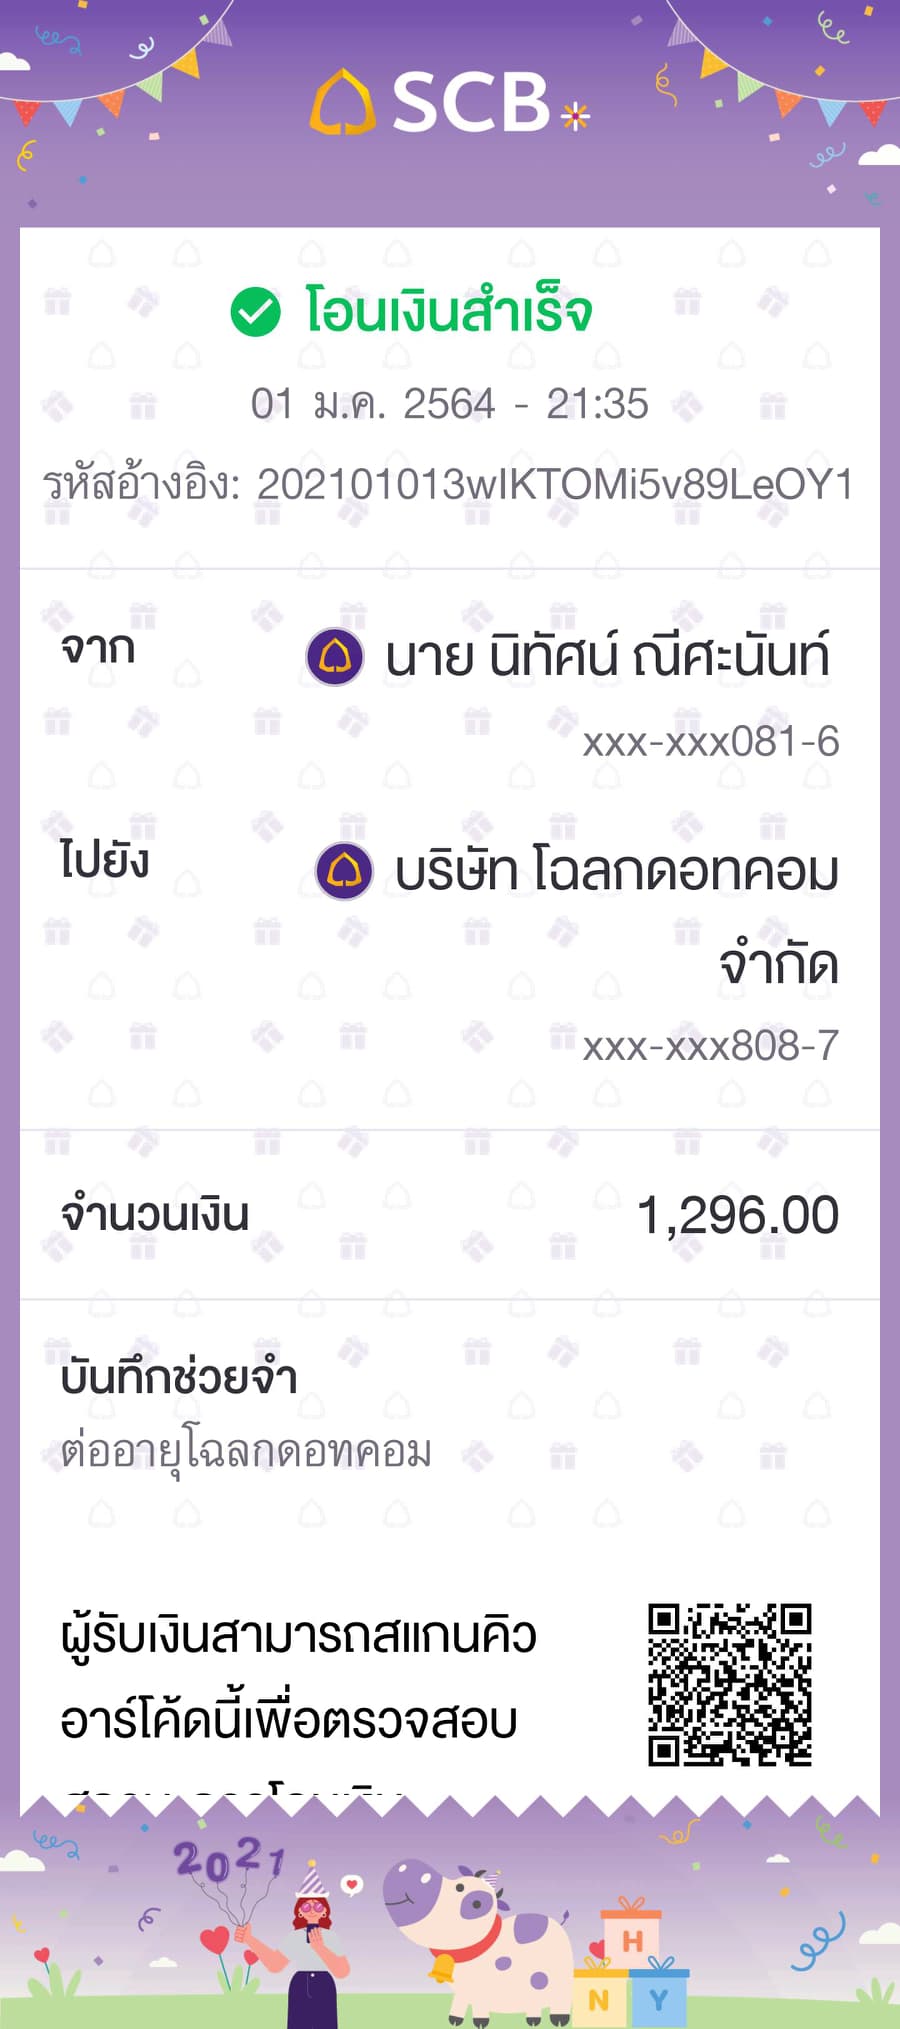 SCB
โอนเงินสำเร็จ
01 ม.ค. 2564 - 21:35
รหัสอ้างอิง: 202101013wIKTOMi5v89LeOY1
จาก
นาย นิทัศน์ ณีศะนันท์
xxx-xxx081-6
ไปยัง
บริษัท โฉลกดอทคอม
จำกัด
xxx-xxx808-7
จำนวนเงิน 1,296.00
บันทึกช่วยจำ
ต่ออายุโฉลกดอทคอม
ผู้รับเงินสามารถสแกนคิว
อาร์โค้ดนี้เพื่อตรวจสอบ
2021
H
N Y